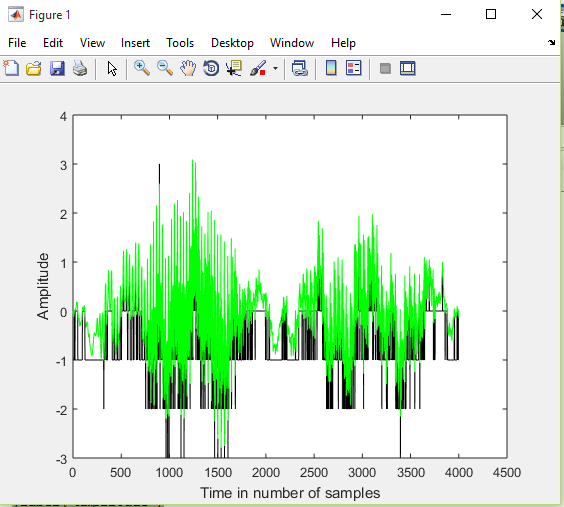 Figure 1
File Edit View Insert Tools Desktop Window Help
4
3
2
1
0
-1
-2
-3
Amplitude
0 500 1000 1500 2000 2500 3000 3500 4000 4500
Time in number of samples